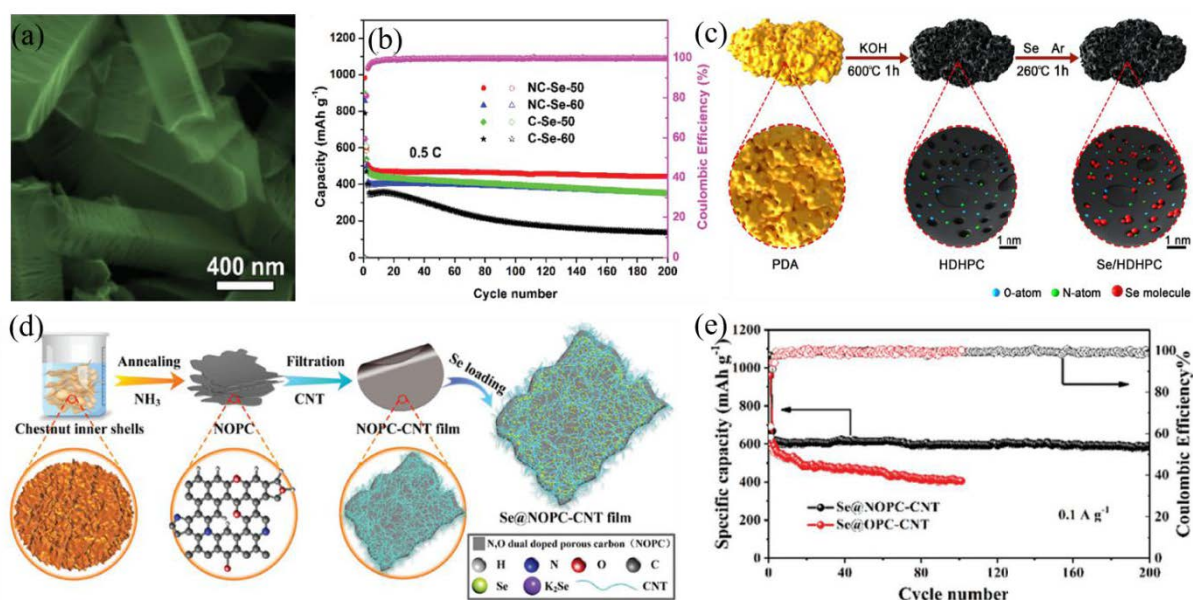 (a)
400 nm
(b)
Capacity (mAh g⁻¹)
1100
1000
800
600
400
200
0
NC-Se-50
NC-Se-60
C-Se-50
C-Se-60
0.5 C
100
80
60
40
20
0
Coulombic Efficiency (%)
0 20 40 60 80 100 120 140 160 180 200
Cycle number
(c)
KOH
600℃ 1h
Se Ar
260℃ 1h
1 nm
1 nm
PDA
HDHPC
Se/HDHPC
O-atom
N-atom
Se molecule
(d)
Annealing
NH₃
Filtration
CNT
Se loading
Chestnut inner shells
NOPC
NOPC-CNT film
Se@NOPC-CNT film
N,O dual doped porous carbon (NOPC)
H N O C
Se K₂Se CNT
(e)
Specific capacity (mAh g⁻¹)
1200
1000
800
600
400
200
0
Se@NOPC-CNT
Se@OPC-CNT
0.1 A g⁻¹
100
80
60
40
20
0
Coulombic Efficiency%)
0 40 80 120 160 200
Cycle number